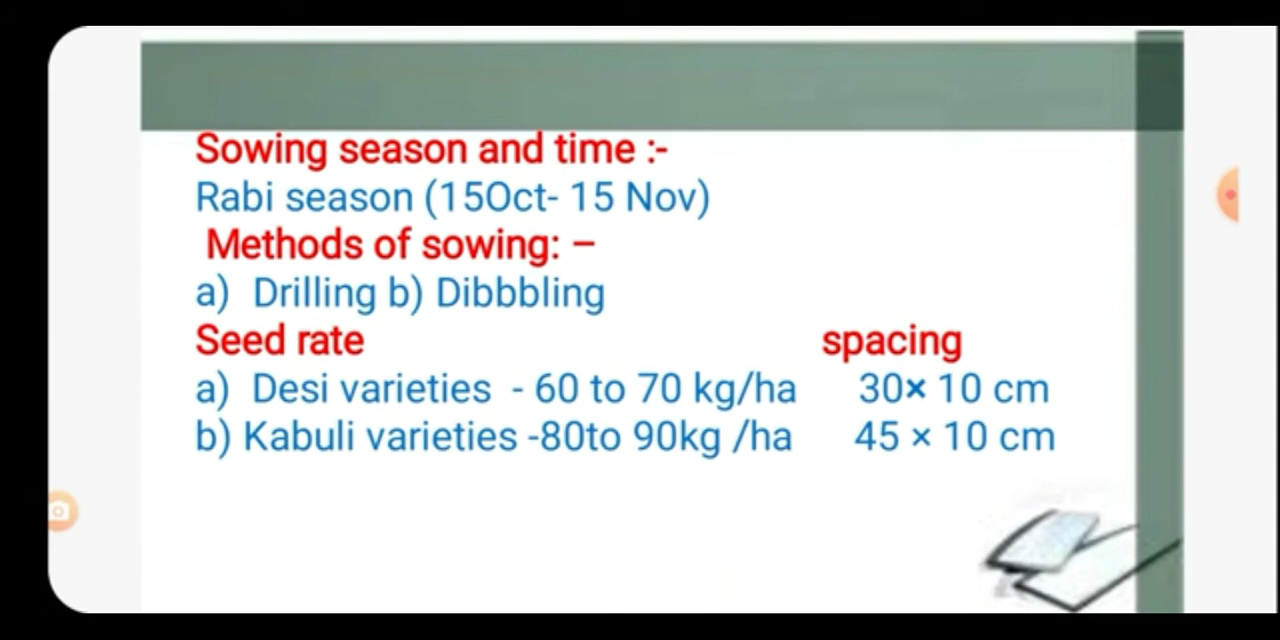 Sowing season and time :-
Rabi season (15Oct- 15 Nov)
Methods of sowing: –
a) Drilling b) Dibbbling
Seed rate spacing
a) Desi varieties - 60 to 70 kg/ha 30× 10 cm
b) Kabuli varieties -80to 90kg /ha 45 × 10 cm